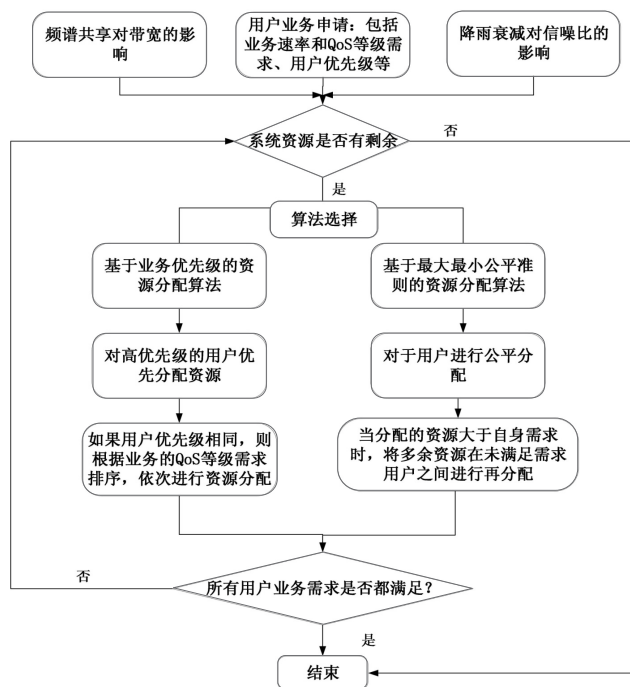 频谱共享对带宽的影
响
用户业务申请：包括
业务速率和QoS等级需
求、用户优先级等
降雨衰减对信噪比的
影响
系统资源是否有剩余
否
是
算法选择
基于业务优先级的资
源分配算法
基于最大最小公平准
则的资源分配算法
对高优先级的用户优
先分配资源
对于用户进行公平分
配
如果用户优先级相同，则
根据业务的QoS等级需求
排序，依次进行资源分配
当分配的资源大于自身需求
时，将多余资源在未满足需求
用户之间进行再分配
否
所有用户业务需求是否都满足？
是
结束